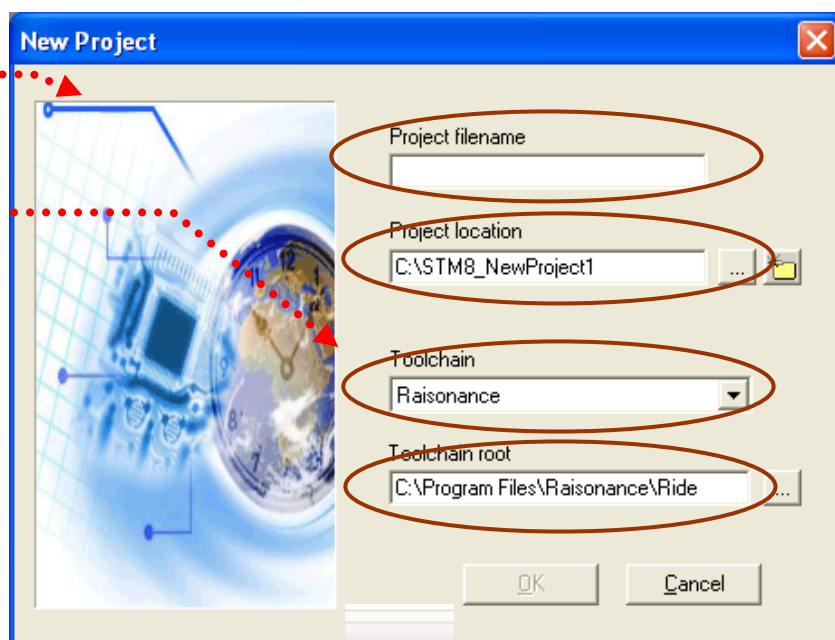 New Project
Project filename
Project location
C:\STM8_NewProject1
...
Toolchain
Raisonance
Toolchain root
C:\Program Files\Raisonance\Ride
...
OK
Cancel